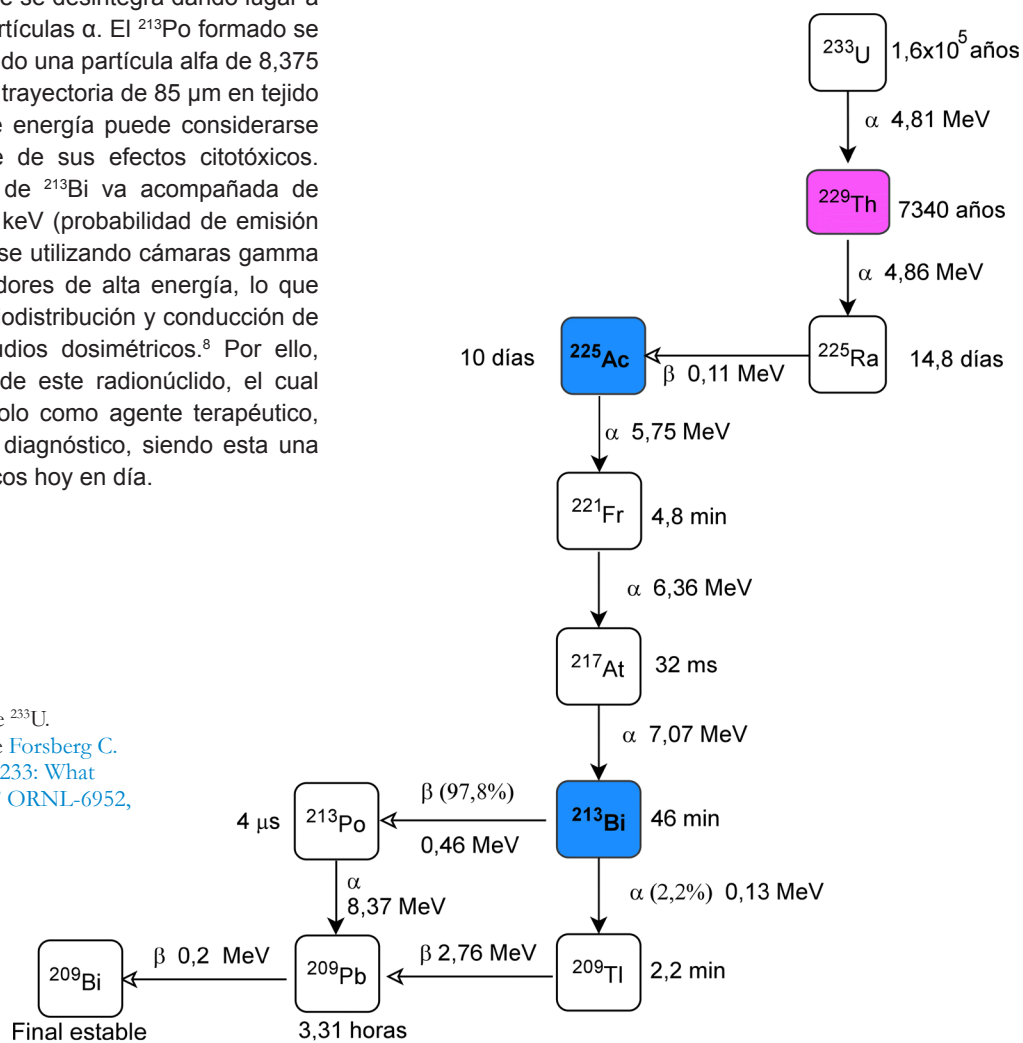 e se desintegra dando lugar a
rtículas α. El ²¹³Po formado se
do una partícula alfa de 8,375
trayectoria de 85 µm en tejido
e energía puede considerarse
e de sus efectos citotóxicos.
de ²¹³Bi va acompañada de
keV (probabilidad de emisión
se utilizando cámaras gamma
dores de alta energía, lo que
odistribución y conducción de
udios dosimétricos.⁸ Por ello,
de este radionúclido, el cual
olo como agente terapéutico,
diagnóstico, siendo esta una
cos hoy en día.
e ²³³U.
e Forsberg C.
233: What
ORNL-6952,
²³³U 1,6x10⁵ años
α 4,81 MeV
²²⁹Th 7340 años
α 4,86 MeV
10 días ²²⁵Ac β 0,11 MeV ²²⁵Ra 14,8 días
α 5,75 MeV
²²¹Fr 4,8 min
α 6,36 MeV
²¹⁷At 32 ms
α 7,07 MeV
4 µs ²¹³Po β (97,8%) ²¹³Bi 46 min
0,46 MeV
α
8,37 MeV
α (2,2%) 0,13 MeV
²⁰⁹Bi β 0,2 MeV ²⁰⁹Pb β 2,76 MeV ²⁰⁹Tl 2,2 min
Final estable 3,31 horas